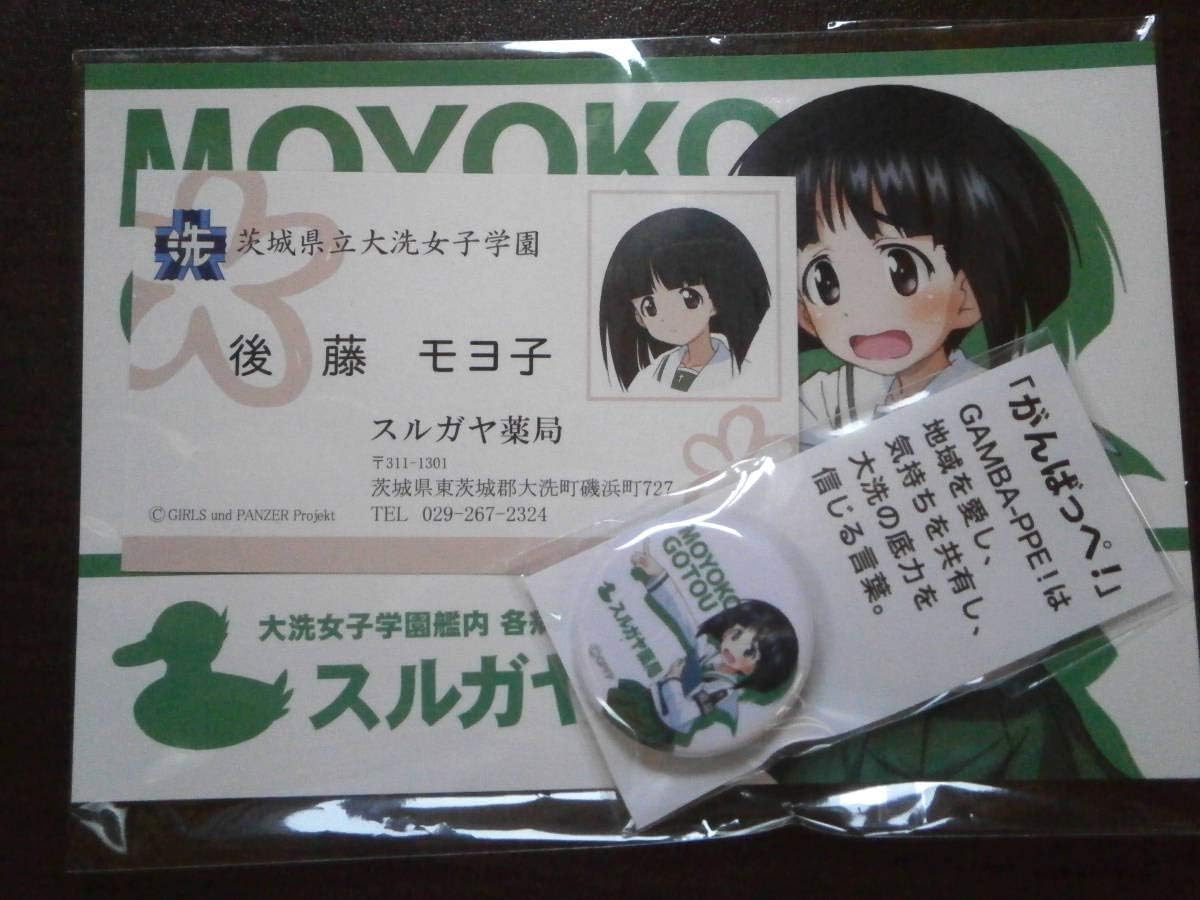 MOYOKO
洗
茨城県立大洗女子学園
後藤 モヨ子
スルガヤ薬局
〒311-1301
茨城県東茨城郡大洗町磯浜町727
TEL 029-267-2324
©GIRLS und PANZER Projekt
「がんばっぺ!」
GAMBA-PPE!は
地域を愛し、
気持ちを共有し、
大洗の底力を
信じる言葉。
MOYOKO
GOTOU
スルガヤ薬局
©GPFP
大洗女子学園艦内 各
スルガヤ